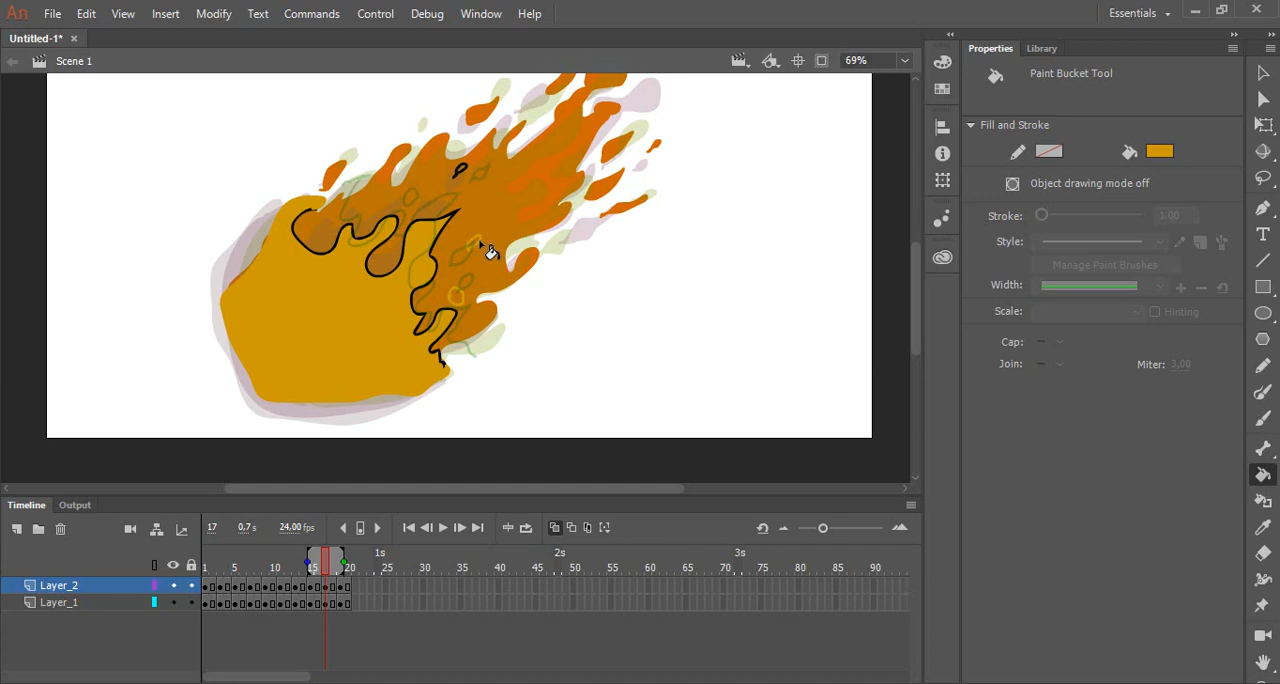 An File Edit View Insert Modify Text Commands Control Debug Window Help Essentials
Untitled-1*
Scene 1 69%
Properties Library
Paint Bucket Tool
Fill and Stroke
Object drawing mode off
Stroke: 1.00
Style:
Manage Paint Brushes
Width:
Scale: Hinting
Cap:
Join: Miter: 3,00
Timeline Output
17 0,7 s 24,00 fps
1s 2s 3s
1 5 10 15 20 25 30 35 40 45 50 55 60 65 70 75 80 85 90
Layer_2
Layer_1